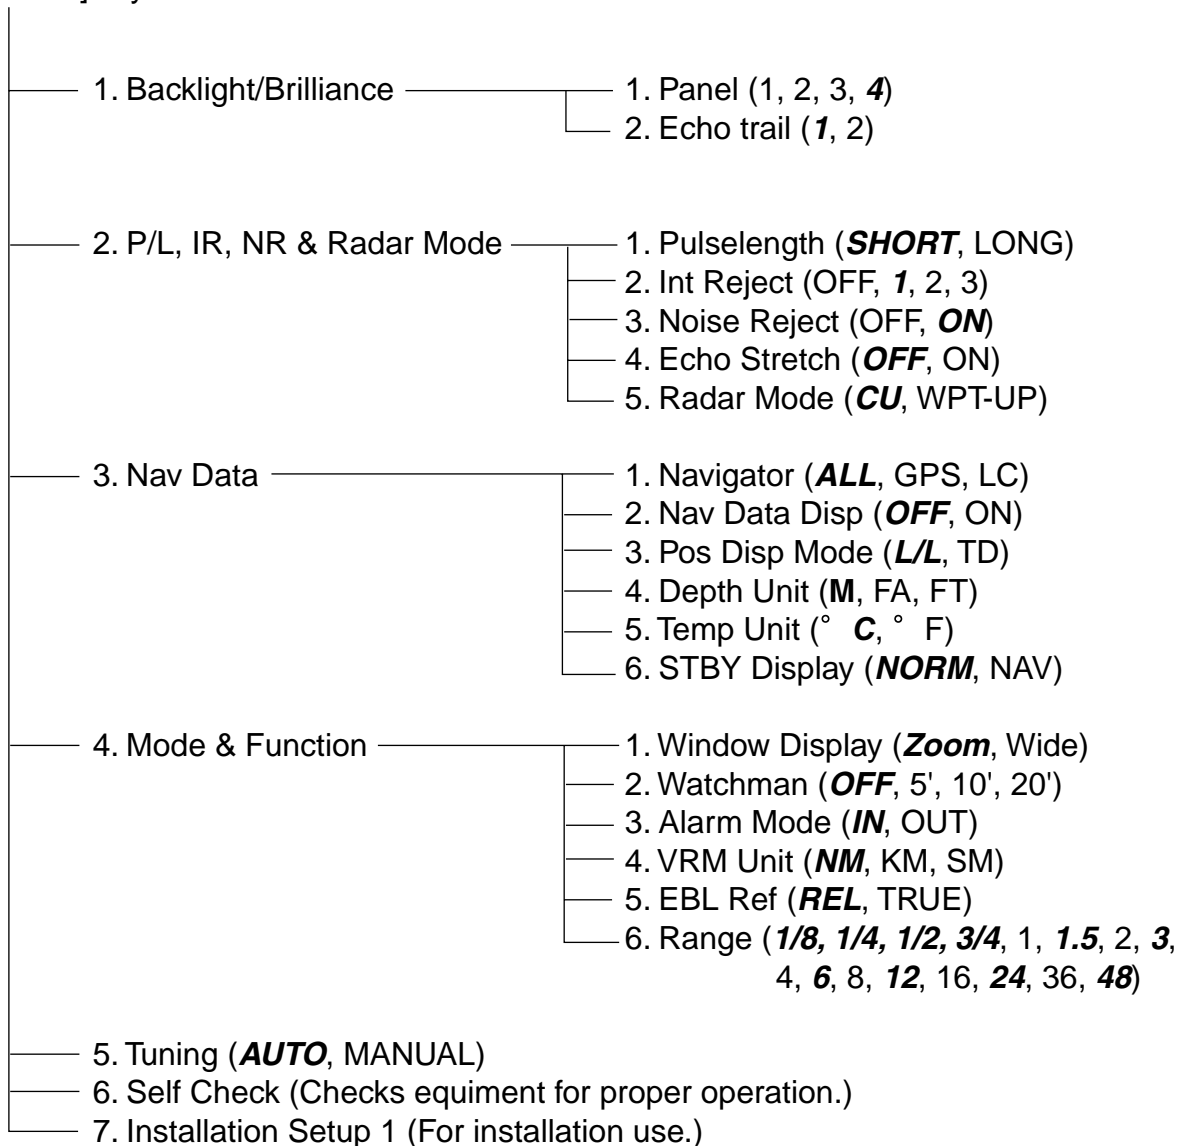 1. Backlight/Brilliance 1. Panel (1, 2, 3, 4)
2. Echo trail (1, 2)
2. P/L, IR, NR & Radar Mode 1. Pulselength (SHORT, LONG)
2. Int Reject (OFF, 1, 2, 3)
3. Noise Reject (OFF, ON)
4. Echo Stretch (OFF, ON)
5. Radar Mode (CU, WPT-UP)
3. Nav Data 1. Navigator (ALL, GPS, LC)
2. Nav Data Disp (OFF, ON)
3. Pos Disp Mode (L/L, TD)
4. Depth Unit (M, FA, FT)
5. Temp Unit (° C, ° F)
6. STBY Display (NORM, NAV)
4. Mode & Function 1. Window Display (Zoom, Wide)
2. Watchman (OFF, 5', 10', 20')
3. Alarm Mode (IN, OUT)
4. VRM Unit (NM, KM, SM)
5. EBL Ref (REL, TRUE)
6. Range (1/8, 1/4, 1/2, 3/4, 1, 1.5, 2, 3,
4, 6, 8, 12, 16, 24, 36, 48)
5. Tuning (AUTO, MANUAL)
6. Self Check (Checks equiment for proper operation.)
7. Installation Setup 1 (For installation use.)